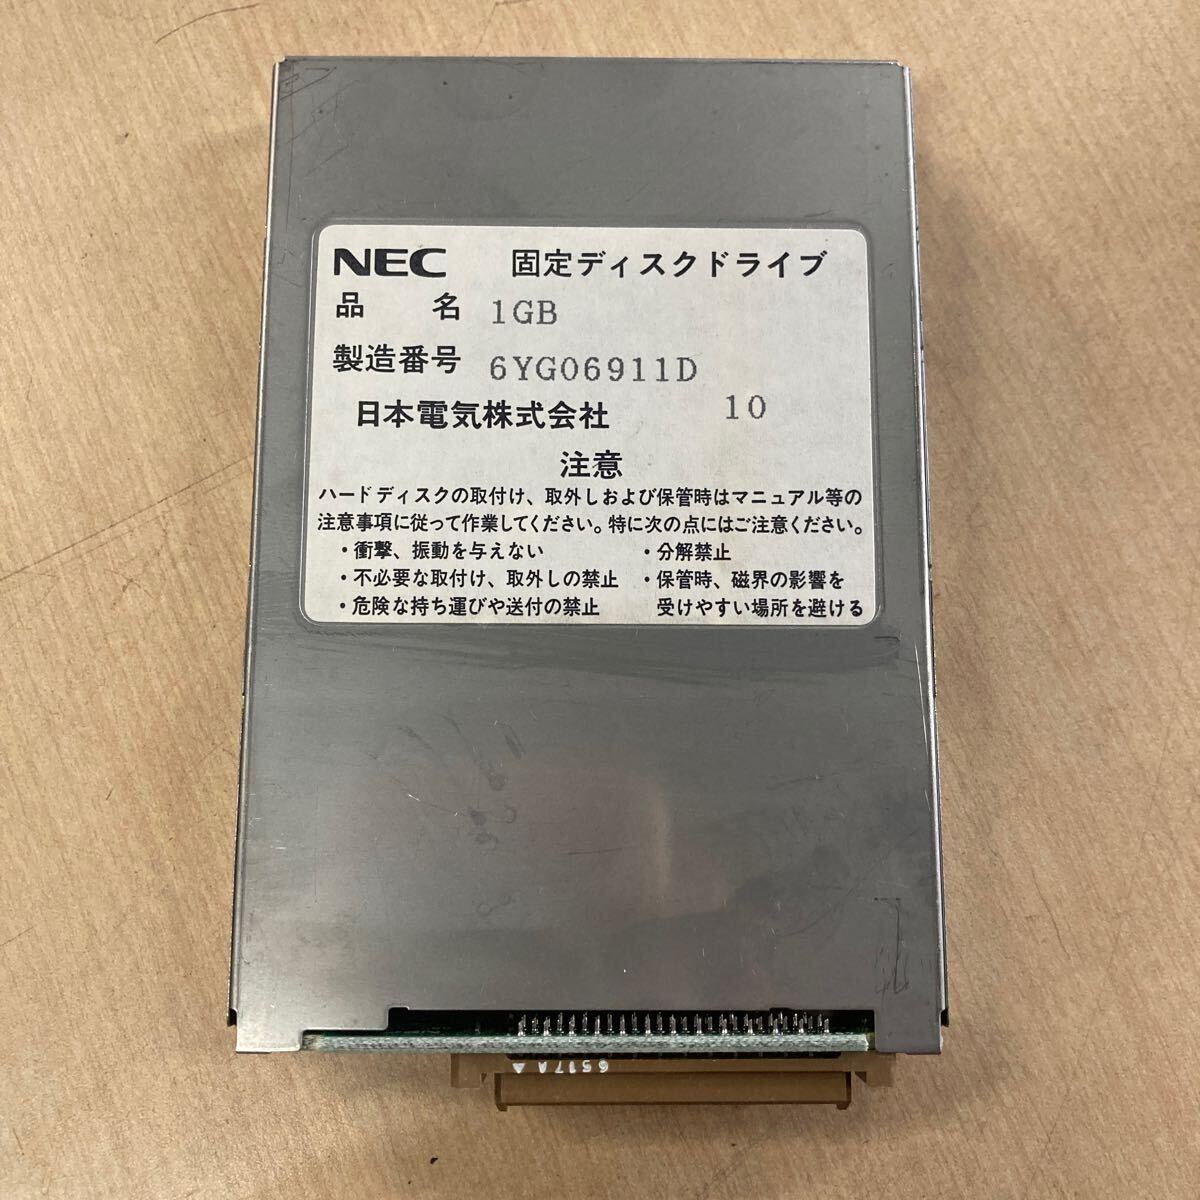 NEC 固定ディスクドライブ
品 名 1GB
製造番号 6YG06911D
日本電気株式会社 10
注意
ハードディスクの取付け、取外しおよび保管時はマニュアル等の
注意事項に従って作業してください。特に次の点にはご注意ください。
・衝撃、振動を与えない ・分解禁止
・不必要な取付け、取外しの禁止 ・保管時、磁界の影響を
・危険な持ち運びや送付の禁止 受けやすい場所を避ける